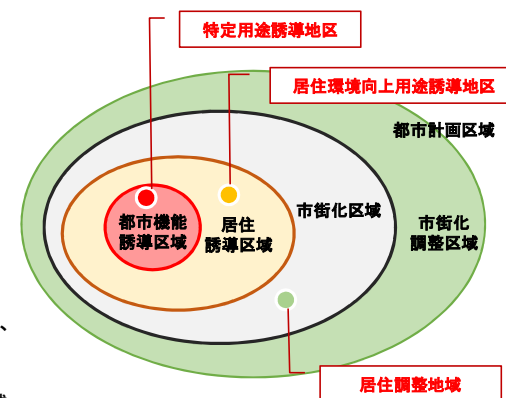 特定用途誘導地区
居住環境向上用途誘導地区
都市計画区域
市街化区域
市街化
調整区域
都市機能
誘導区域
居住
誘導区域
、
居住調整地域